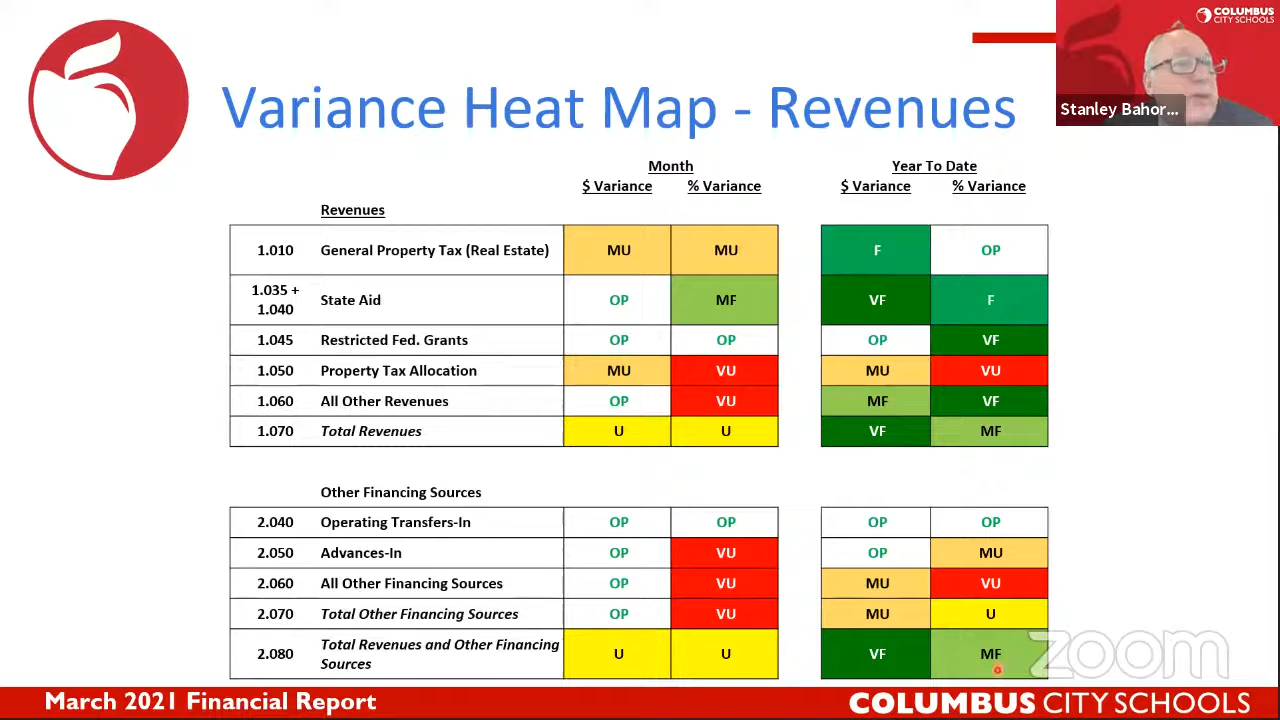 COLUMBUS
CITY SCHOOLS
Variance Heat Map - Revenues
Stanley Bahor...
Month Year To Date
$ Variance % Variance $ Variance % Variance
Revenues
1.010 General Property Tax (Real Estate) MU MU F OP
1.035 +
1.040 State Aid OP MF VF F
1.045 Restricted Fed. Grants OP OP OP VF
1.050 Property Tax Allocation MU VU MU VU
1.060 All Other Revenues OP VU MF VF
1.070 Total Revenues U U VF MF
Other Financing Sources
2.040 Operating Transfers-In OP OP OP OP
2.050 Advances-In OP VU OP MU
2.060 All Other Financing Sources OP VU MU VU
2.070 Total Other Financing Sources OP VU MU U
2.080 Total Revenues and Other Financing
Sources U U VF MF
zoom
March 2021 Financial Report COLUMBUS CITY SCHOOLS